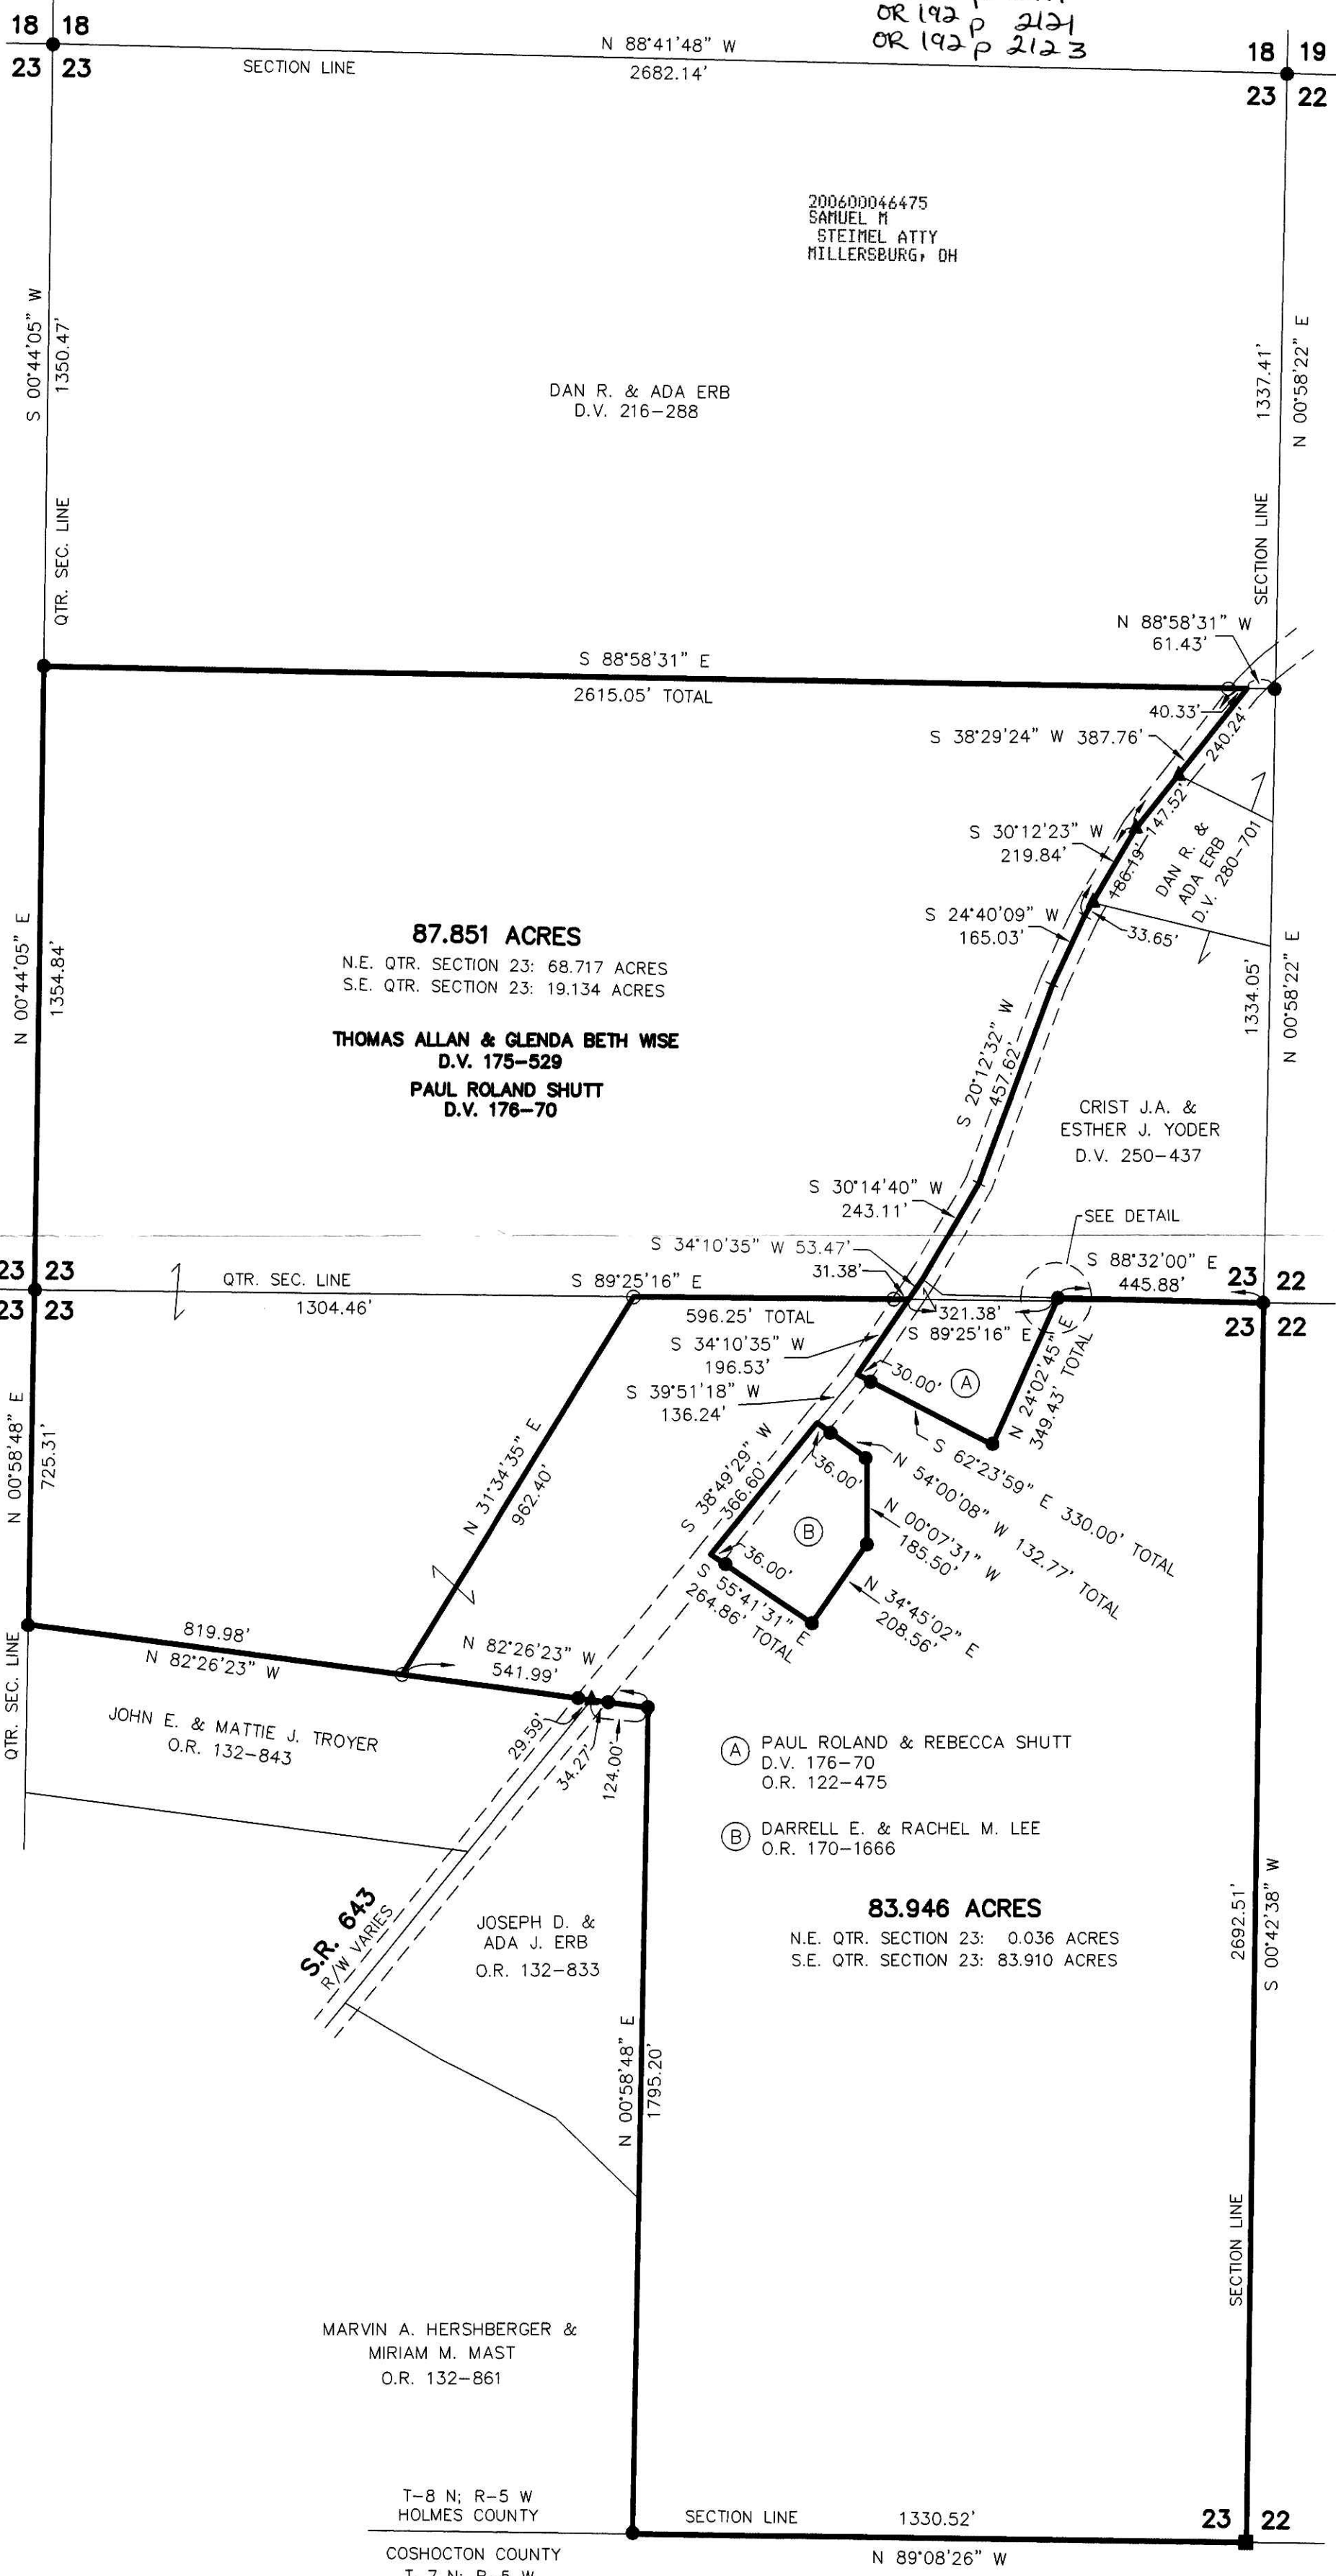 OR 192 p 2121
OR 192 p 2123
18 18
23 23
SECTION LINE
N 88°41'48" W
2682.14'
18 19
23 22
200600046475
SAMUEL M
STEIMEL ATTY
MILLERSBURG, OH
S 00°44'05" W
1350.47'
QTR. SEC. LINE
DAN R. & ADA ERB
D.V. 216-288
1337.41'
N 00°58'22" E
SECTION LINE
N 88°58'31" W
61.43'
S 88°58'31" E
2615.05' TOTAL
40.33'
S 38°29'24" W 387.76'
240.24'
147.52'
S 30°12'23" W
219.84'
186.19'
DAN R. &
ADA ERB
D.V. 280-701
S 24°40'09" W
165.03'
33.65'
N 00°44'05" E
1354.84'
87.851 ACRES
N.E. QTR. SECTION 23: 68.717 ACRES
S.E. QTR. SECTION 23: 19.134 ACRES
THOMAS ALLAN & GLENDA BETH WISE
D.V. 175-529
PAUL ROLAND SHUTT
D.V. 176-70
1334.05'
N 00°58'22" E
S 20°12'32" W
457.62'
CRIST J.A. &
ESTHER J. YODER
D.V. 250-437
S 30°14'40" W
243.11'
SEE DETAIL
S 34°10'35" W 53.47'
31.38'
S 88°32'00" E
445.88'
23 23
23 23
QTR. SEC. LINE
1304.46'
S 89°25'16" E
596.25' TOTAL
321.38'
S 89°25'16" E
23 22
23 22
S 34°10'35" W
196.53'
30.00'
A
N 24°02'45" E
349.43' TOTAL
S 39°51'18" W
136.24'
S 62°23'59" E 330.00' TOTAL
N 00°58'48" E
725.31'
N 31°34'35" E
962.40'
S 38°49'29" W
366.60'
36.00'
N 54°00'08" W 132.77' TOTAL
B
N 00°07'31" W
185.50'
36.00'
S 55°41'31" E
264.86' TOTAL
N 34°45'02" E
208.56'
819.98'
N 82°26'23" W
N 82°26'23" W
541.99'
QTR. SEC. LINE
JOHN E. & MATTIE J. TROYER
O.R. 132-843
29.59'
34.27'
124.00'
A PAUL ROLAND & REBECCA SHUTT
D.V. 176-70
O.R. 122-475
B DARRELL E. & RACHEL M. LEE
O.R. 170-1666
S.R. 643
R/W VARIES
JOSEPH D. &
ADA J. ERB
O.R. 132-833
83.946 ACRES
N.E. QTR. SECTION 23: 0.036 ACRES
S.E. QTR. SECTION 23: 83.910 ACRES
2692.51'
S 00°42'38" W
N 00°58'48" E
1795.20'
SECTION LINE
MARVIN A. HERSHBERGER &
MIRIAM M. MAST
O.R. 132-861
T-8 N; R-5 W
HOLMES COUNTY
SECTION LINE
1330.52'
23 22
COSHOCTON COUNTY
T-7 N; R-5 W
N 89°08'26" W